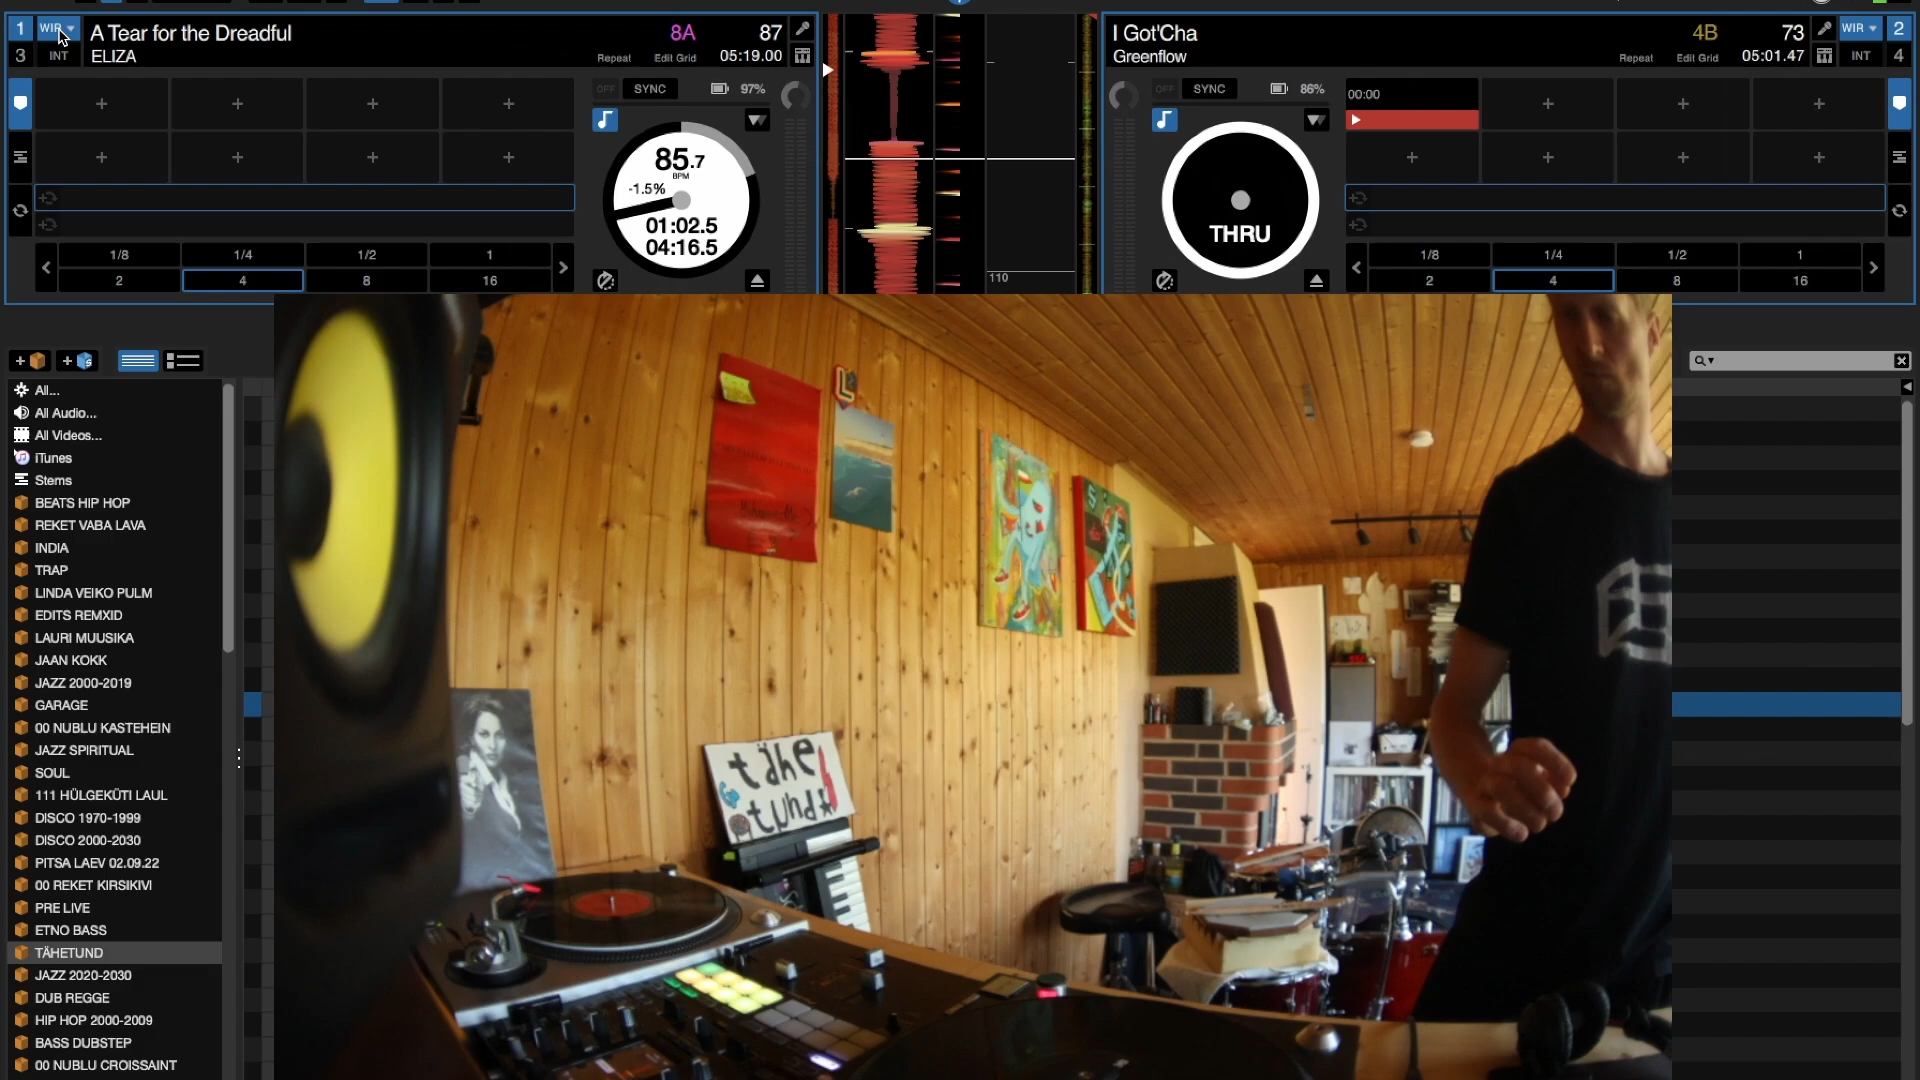 1 WIR A Tear for the Dreadful 8A 87
3 INT ELIZA Repeat Edit Grid 05:19.00
I Got'Cha 4B 73 WIR 2
Greenflow Repeat Edit Grid 05:01.47 INT 4
OFF SYNC 97%
OFF SYNC 86%
00:00
85.7
BPM
-1.5%
01:02.5
04:16.5
THRU
1/8 1/4 1/2 1
2 4 8 16
110
1/8 1/4 1/2 1
2 4 8 16
All...
All Audio...
All Videos...
iTunes
Stems
BEATS HIP HOP
REKET VABA LAVA
INDIA
TRAP
LINDA VEIKO PULM
EDITS REMXID
LAURI MUUSIKA
JAAN KOKK
JAZZ 2000-2019
GARAGE
00 NUBLU KASTEHEIN
JAZZ SPIRITUAL
SOUL
111 HÜLGEKÜTI LAUL
DISCO 1970-1999
DISCO 2000-2030
PITSA LAEV 02.09.22
00 REKET KIRSIKIVI
PRE LIVE
ETNO BASS
TÄHETUND
JAZZ 2020-2030
DUB REGGE
HIP HOP 2000-2009
BASS DUBSTEP
00 NUBLU CROISSAINT
tähe
tund